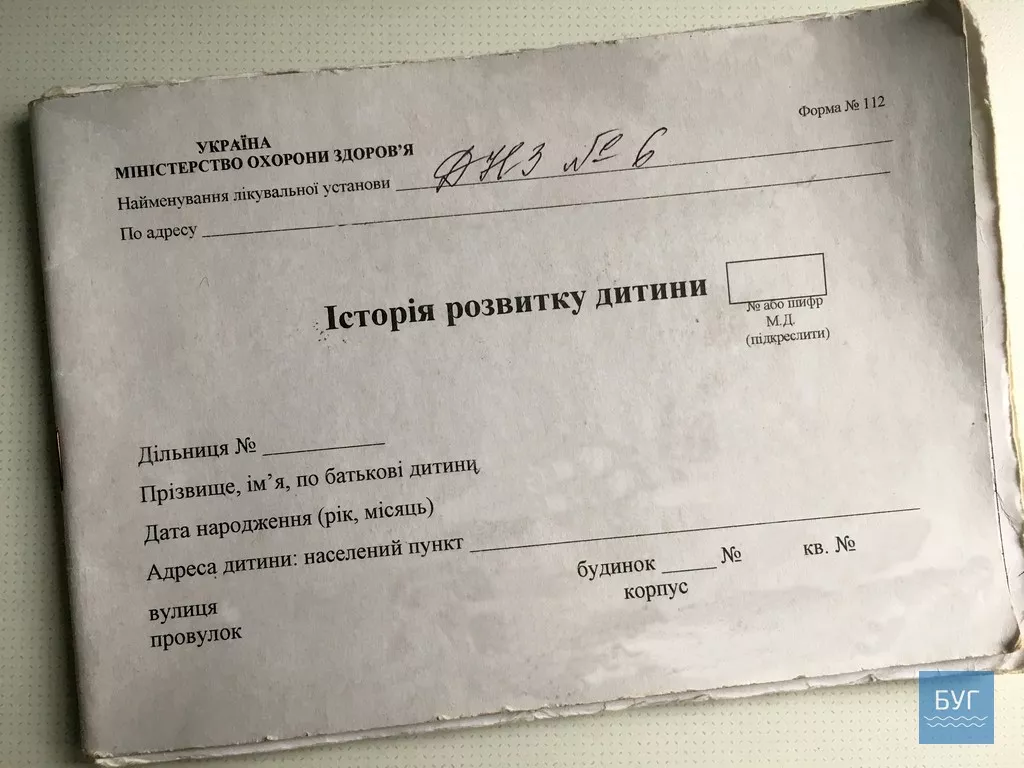 Форма № 112
УКРАЇНА
МІНІСТЕРСТВО ОХОРОНИ ЗДОРОВ’Я
Найменування лікувальної установи ДНЗ № 6
По адресу
Історія розвитку дитини
№ або шифр
М.Д.
(підкреслити)
Дільниця №
Прізвище, ім’я, по батькові дитини
Дата народження (рік, місяць)
Адреса дитини: населений пункт
вулиця будинок № кв. №
провулок корпус
БУГ